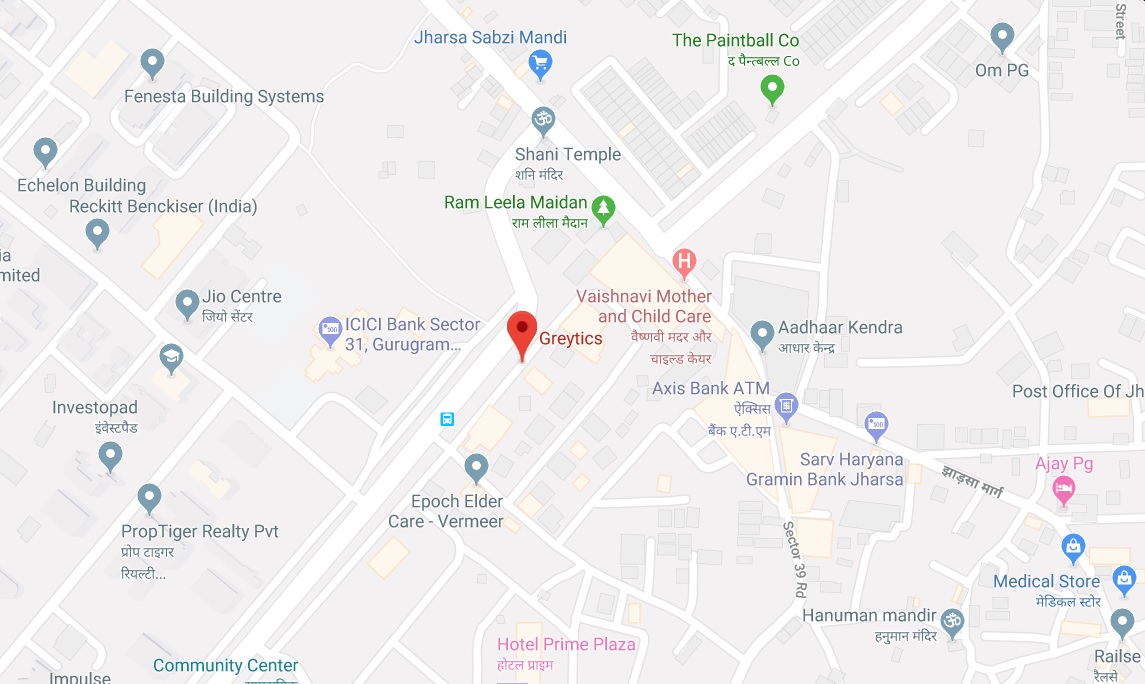 Jharsa Sabzi Mandi
The Paintball Co
द पैन्टबल्ल Co
Street
Om PG
Fenesta Building Systems
Shani Temple
शनि मंदिर
Echelon Building
Reckitt Benckiser (India)
Ram Leela Maidan
राम लीला मैदान
ia
mited
Jio Centre
जियो सेंटर
Vaishnavi Mother
and Child Care
वैष्णवी मदर और
चाइल्ड केयर
ICICI Bank Sector
31, Gurugram...
Greytics
Aadhaar Kendra
आधार केन्द्र
Axis Bank ATM
ऐक्सिस
बैंक ए.टी.एम
Post Office Of Jh
Investopad
इंवेस्टपैड
Sarv Haryana
Gramin Bank Jharsa
Ajay Pg
झाड़सा मार्ग
Epoch Elder
Care - Vermeer
PropTiger Realty Pvt
प्रोप टाइगर
रियल्टी...
Sector 39 Rd
Medical Store
मेडिकल स्टोर
Hanuman mandir
हनुमान मंदिर
Hotel Prime Plaza
होटल प्राइम
Railse
रैलसे
Community Center
Impulse